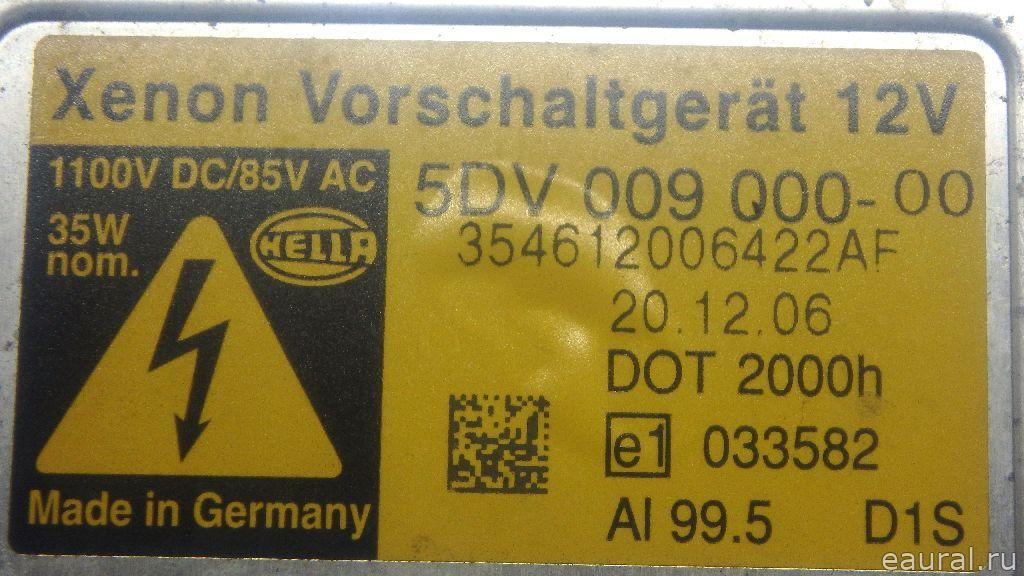 Xenon Vorschaltgerät 12V
1100V DC/85V AC
35W
nom.
HELLA
Made in Germany
5DV 009 000-00
354612006422AF
20.12.06
DOT 2000h
e1 033582
Al 99.5 D1S
eaural.ru